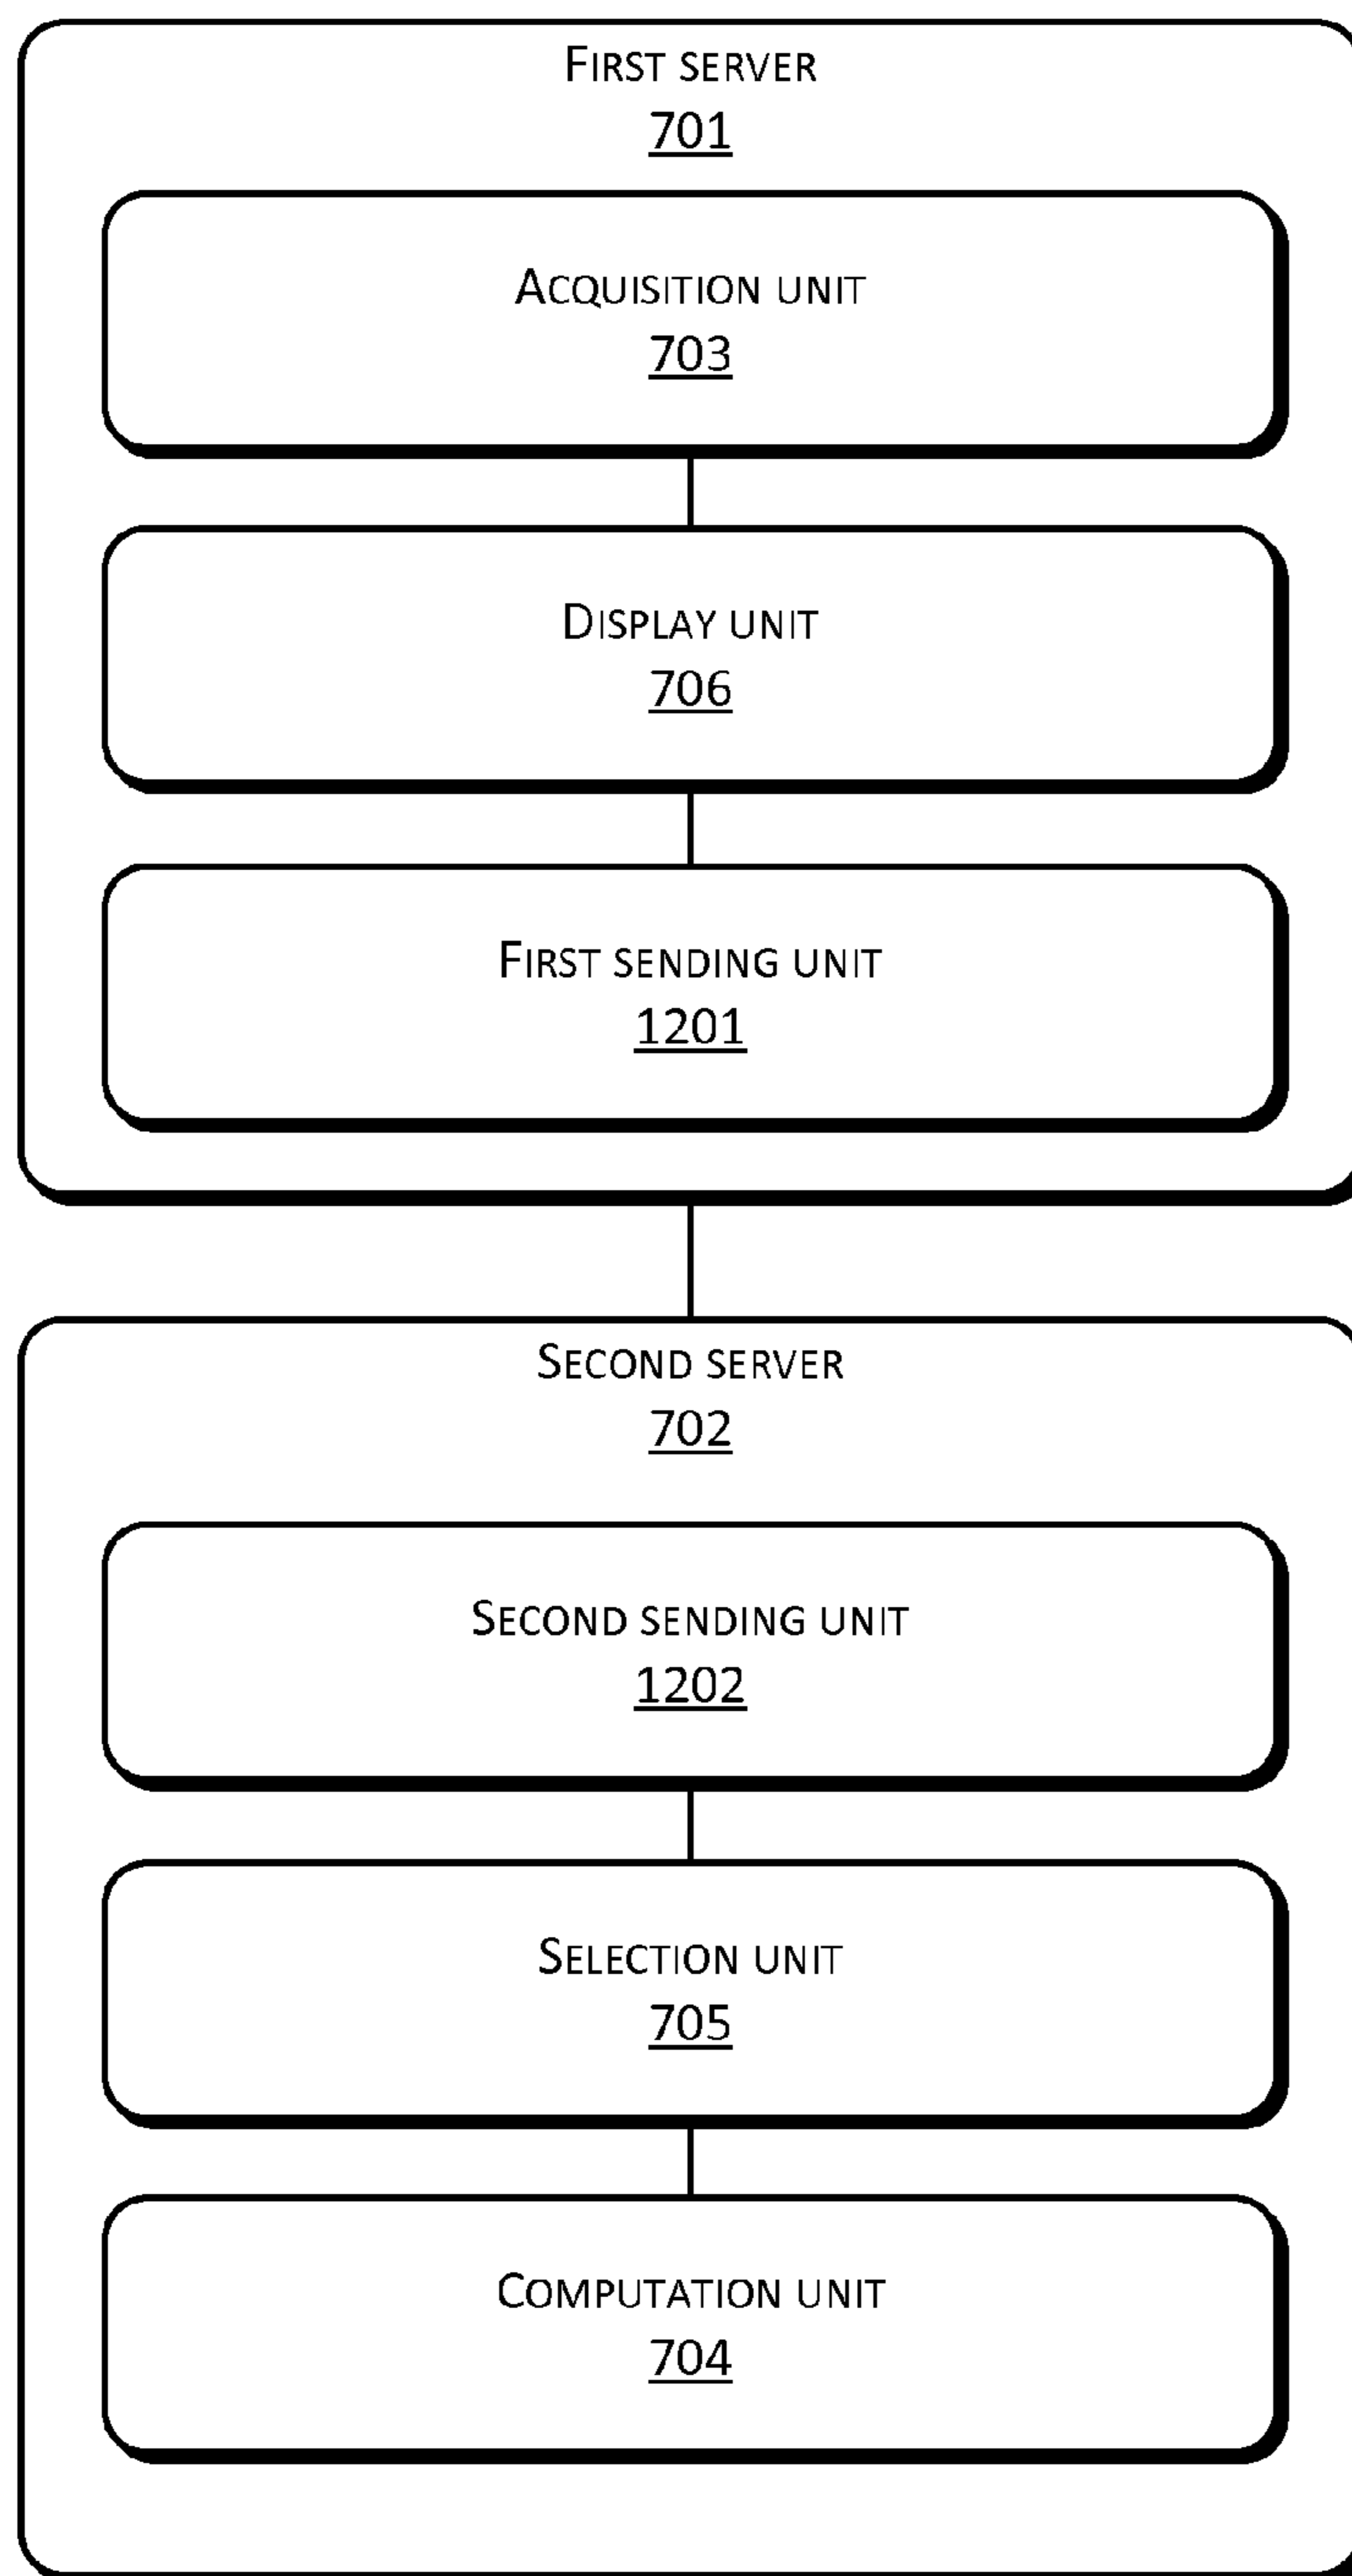 First server
701
Acquisition unit
703
Display unit
706
First sending unit
1201
Second server
702
Second sending unit
1202
Selection unit
705
Computation unit
704